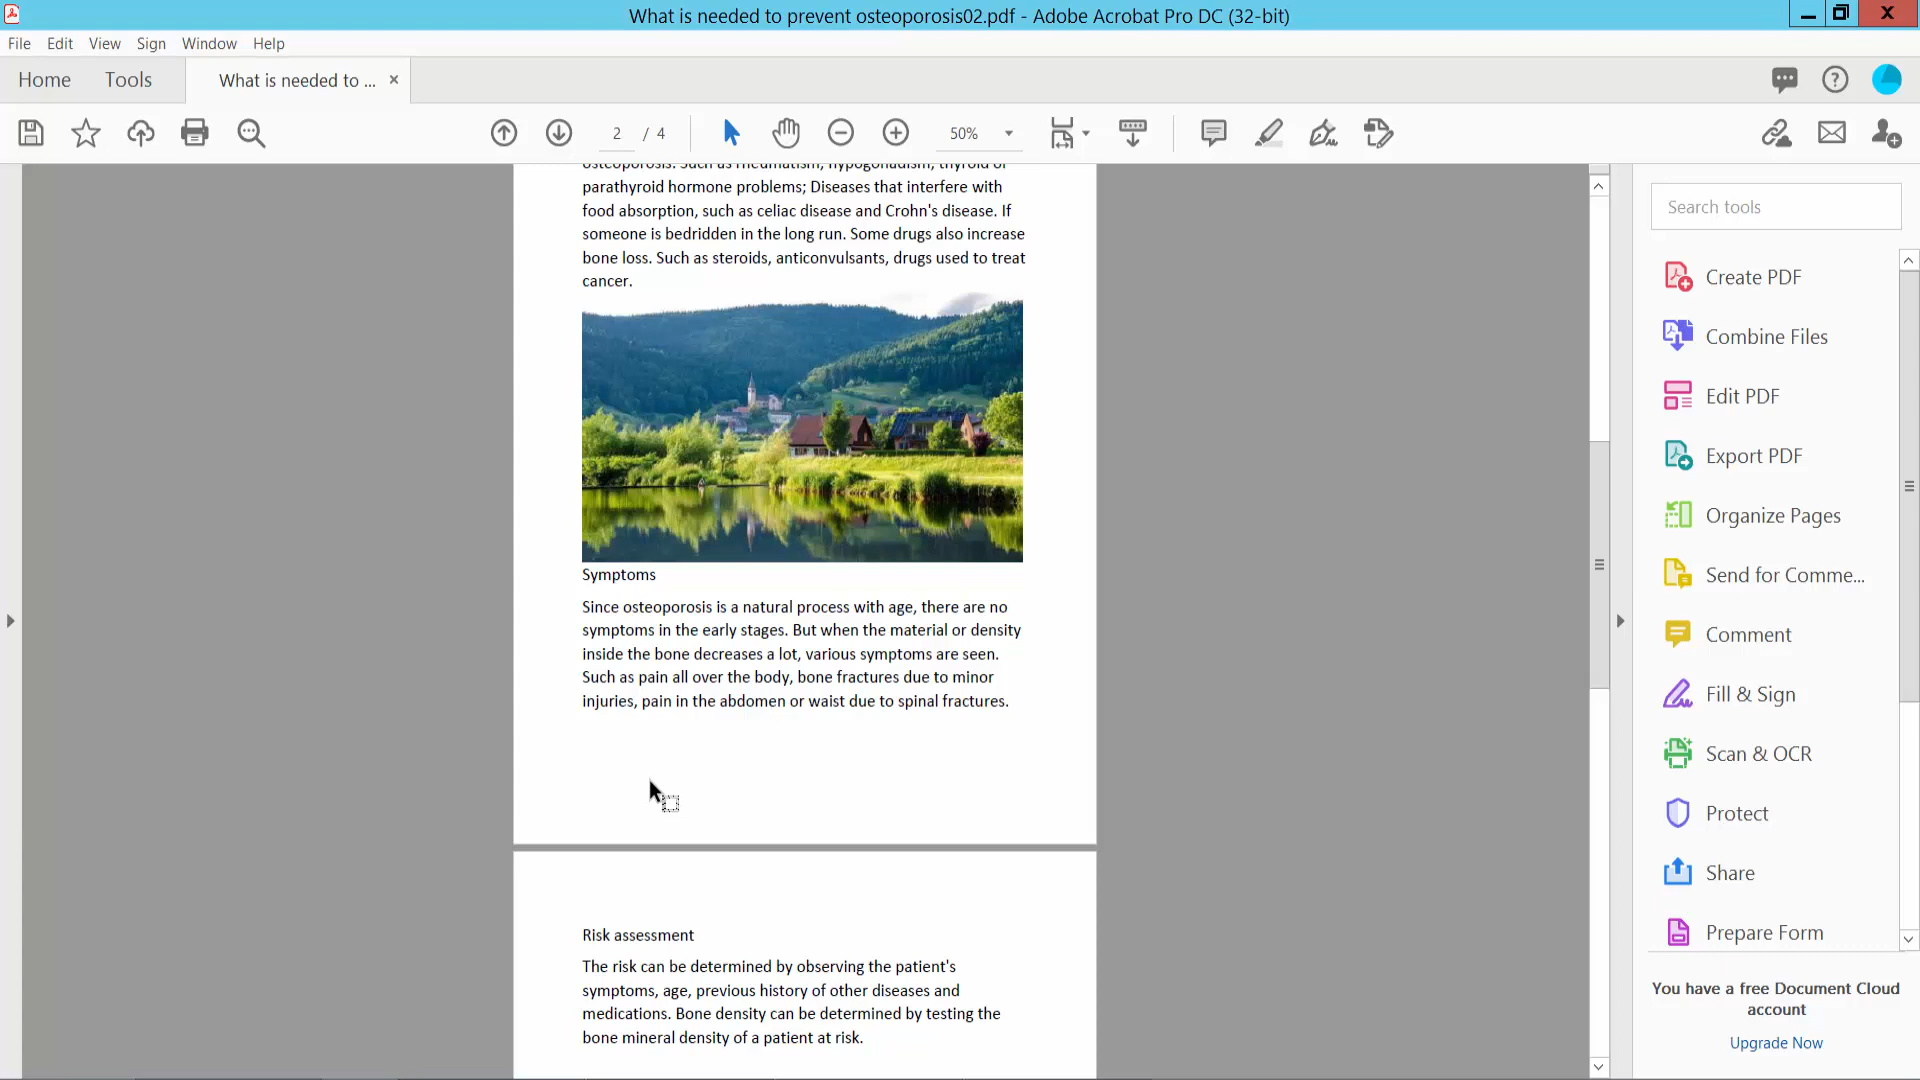 What is needed to prevent osteoporosis02.pdf - Adobe Acrobat Pro DC (32-bit)
File Edit View Sign Window Help
Home Tools What is needed to ... ×
2 / 4 50%
osteoporosis. Such as rheumatism, hypogonadism, thyroid or
parathyroid hormone problems; Diseases that interfere with
food absorption, such as celiac disease and Crohn's disease. If
someone is bedridden in the long run. Some drugs also increase
bone loss. Such as steroids, anticonvulsants, drugs used to treat
cancer.
Symptoms
Since osteoporosis is a natural process with age, there are no
symptoms in the early stages. But when the material or density
inside the bone decreases a lot, various symptoms are seen.
Such as pain all over the body, bone fractures due to minor
injuries, pain in the abdomen or waist due to spinal fractures.
Risk assessment
The risk can be determined by observing the patient's
symptoms, age, previous history of other diseases and
medications. Bone density can be determined by testing the
bone mineral density of a patient at risk.
Search tools
Create PDF
Combine Files
Edit PDF
Export PDF
Organize Pages
Send for Comme...
Comment
Fill & Sign
Scan & OCR
Protect
Share
Prepare Form
You have a free Document Cloud
account
Upgrade Now